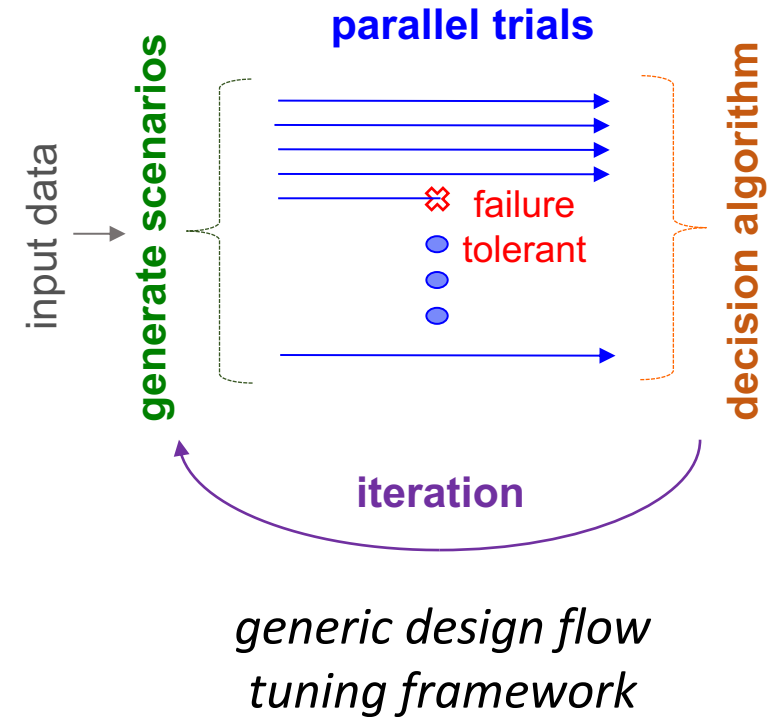 parallel trials
input data
generate scenarios
failure
tolerant
decision algorithm
iteration
generic design flow
tuning framework